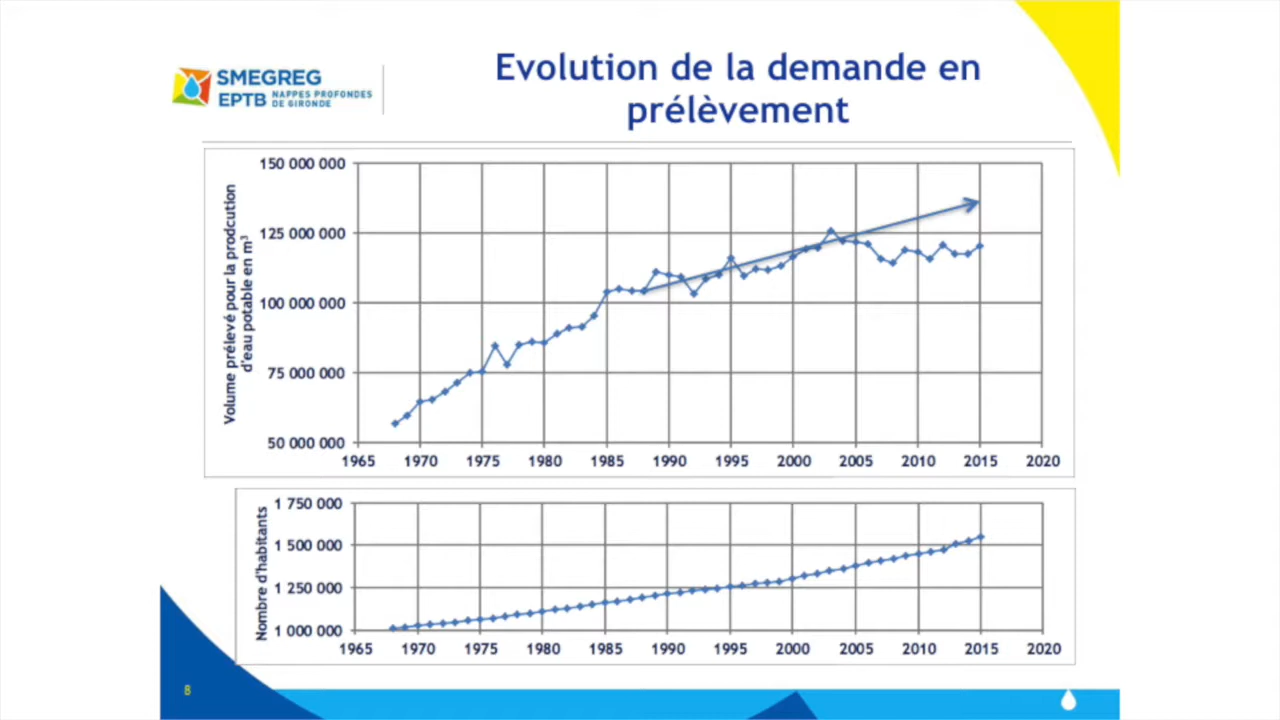 SMEGREG
EPTB NAPPES PROFONDES
DE GIRONDE
Evolution de la demande en
prélèvement
Volume prélevé pour la prodcution
d'eau potable en m³
150 000 000
125 000 000
100 000 000
75 000 000
50 000 000
1965 1970 1975 1980 1985 1990 1995 2000 2005 2010 2015 2020
Nombre d'habitants
1 750 000
1 500 000
1 250 000
1 000 000
1965 1970 1975 1980 1985 1990 1995 2000 2005 2010 2015 2020
8